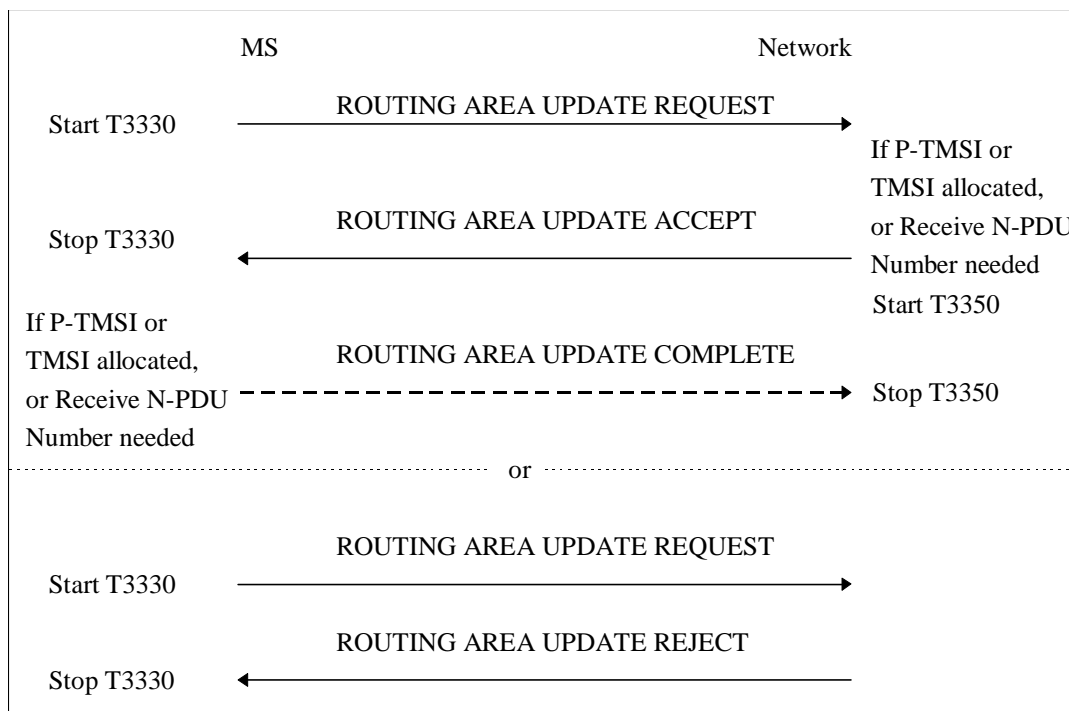 MS Network
ROUTING AREA UPDATE REQUEST
Start T3330
If P-TMSI or
TMSI allocated,
or Receive N-PDU
Number needed
Start T3350
ROUTING AREA UPDATE ACCEPT
Stop T3330
If P-TMSI or
TMSI allocated,
or Receive N-PDU
Number needed
ROUTING AREA UPDATE COMPLETE
Stop T3350
or
ROUTING AREA UPDATE REQUEST
Start T3330
ROUTING AREA UPDATE REJECT
Stop T3330